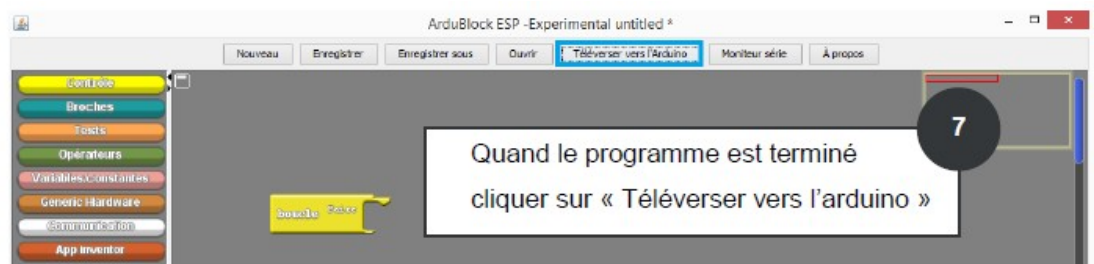 ArduBlock ESP -Experimental untitled *
Nouveau Enregistrer Enregistrer sous Ouvrir Téléverser vers l'Arduino Moniteur série À propos
Contrôle
Broches
Tests
Opérateurs
Variables/Constantes
Generic Hardware
Communication
App Inventor
boucle Faire
7
Quand le programme est terminé
cliquer sur « Téléverser vers l'arduino »